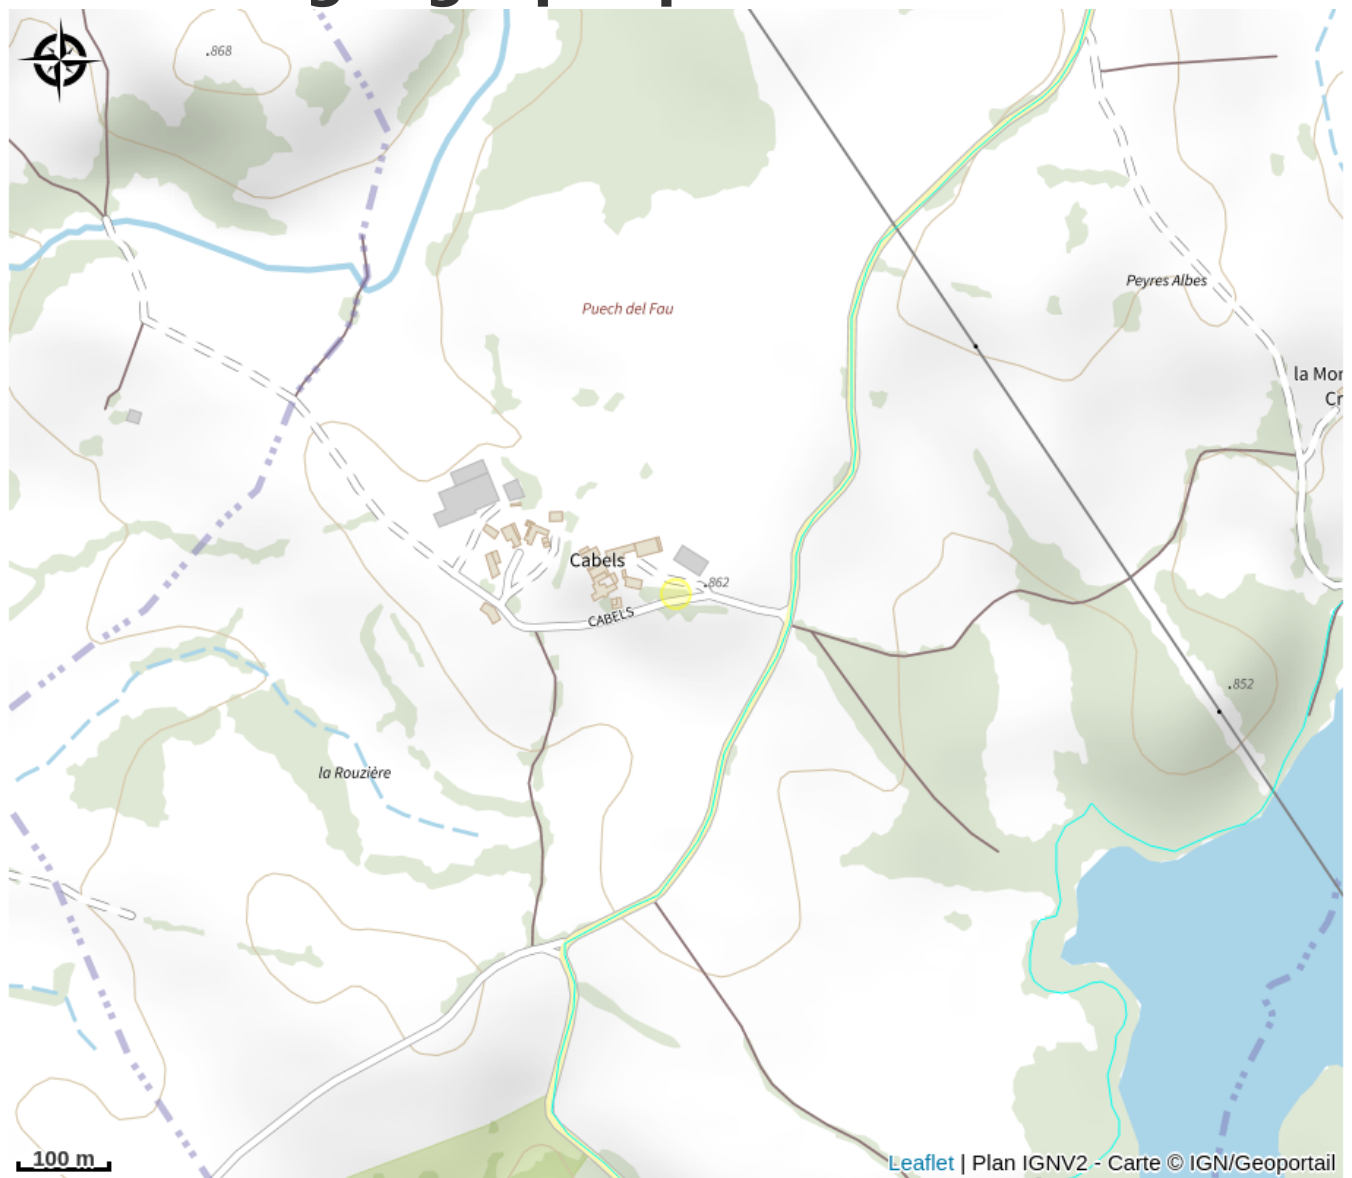 .868
Puech del Fau
Peyres Albes
la Mor
Cr
Cabels
.862
CABELS
.852
la Rouzière
100 m
Leaflet | Plan IGNV2 - Carte © IGN/Geoportail